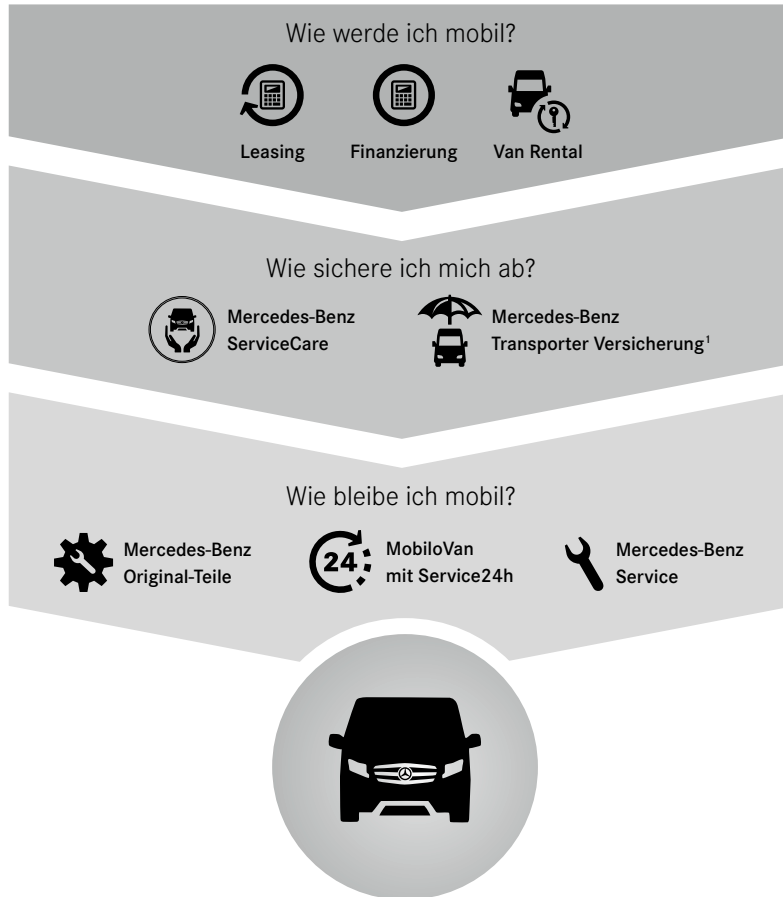 Wie werde ich mobil?
Leasing
Finanzierung
Van Rental
Wie sichere ich mich ab?
Mercedes-Benz
ServiceCare
Mercedes-Benz
Transporter Versicherung¹
Wie bleibe ich mobil?
Mercedes-Benz
Original-Teile
24
MobiloVan
mit Service24h
Mercedes-Benz
Service